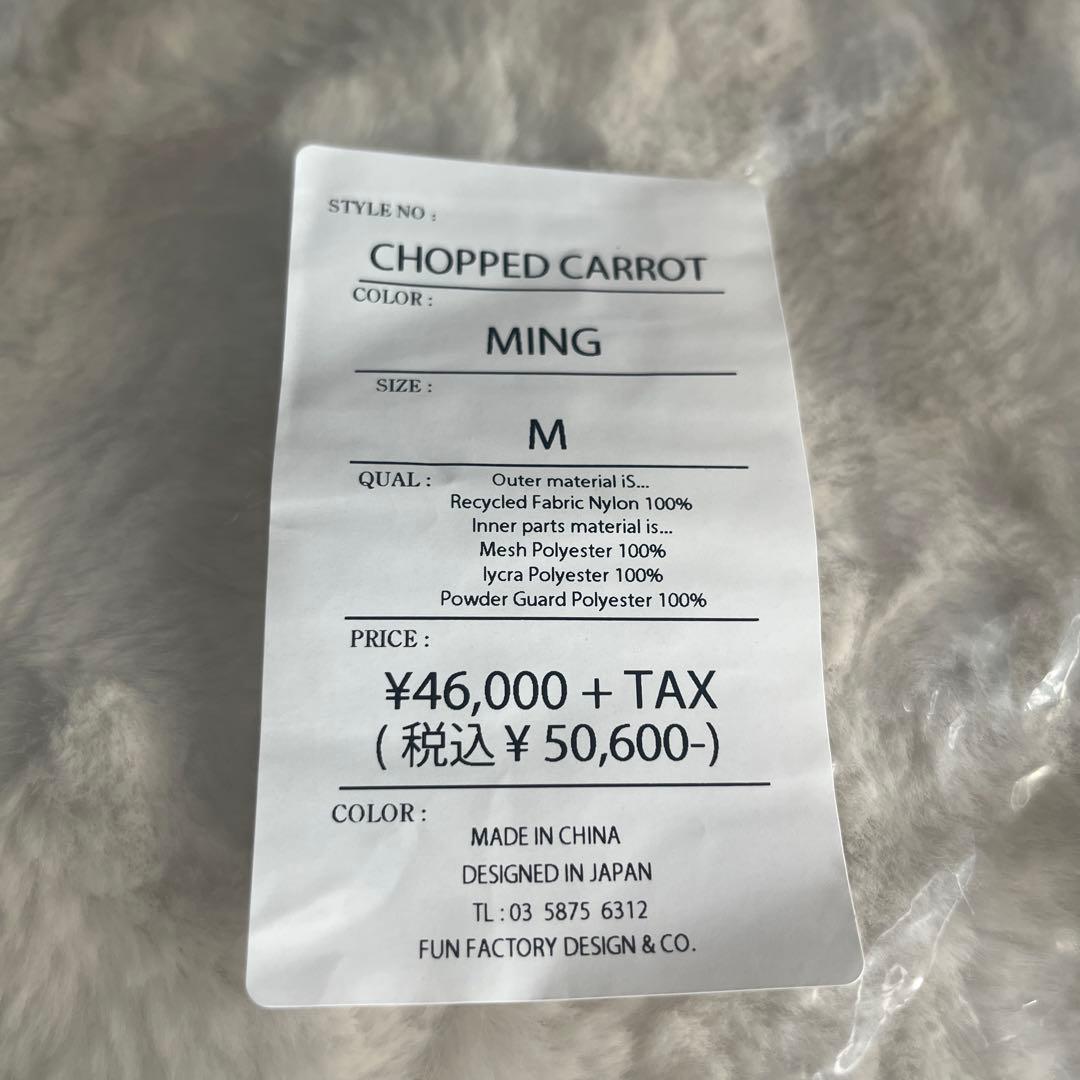 STYLE NO :
CHOPPED CARROT
COLOR :
MING
SIZE :
M
QUAL : Outer material iS...
Recycled Fabric Nylon 100%
Inner parts material is...
Mesh Polyester 100%
lycra Polyester 100%
Powder Guard Polyester 100%
PRICE :
¥46,000 + TAX
( 税込 ¥ 50,600-)
COLOR :
MADE IN CHINA
DESIGNED IN JAPAN
TL : 03 5875 6312
FUN FACTORY DESIGN & CO.